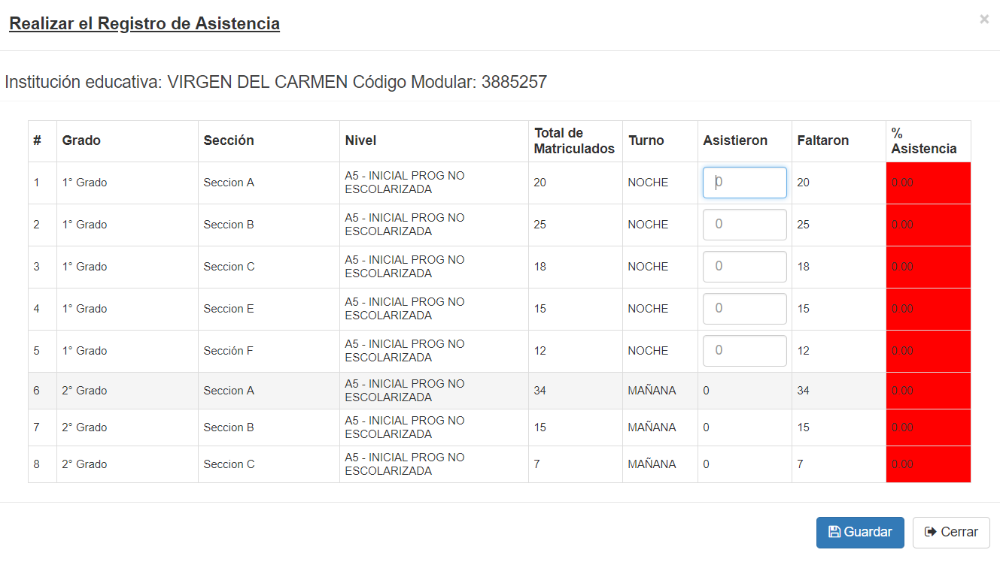 Realizar el Registro de Asistencia ×
Institución educativa: VIRGEN DEL CARMEN Código Modular: 3885257
# Grado Sección Nivel Total de Matriculados Turno Asistieron Faltaron % Asistencia
1 1° Grado Seccion A A5 - INICIAL PROG NO ESCOLARIZADA 20 NOCHE 0 20 0.00
2 1° Grado Seccion B A5 - INICIAL PROG NO ESCOLARIZADA 25 NOCHE 0 25 0.00
3 1° Grado Seccion C A5 - INICIAL PROG NO ESCOLARIZADA 18 NOCHE 0 18 0.00
4 1° Grado Seccion E A5 - INICIAL PROG NO ESCOLARIZADA 15 NOCHE 0 15 0.00
5 1° Grado Sección F A5 - INICIAL PROG NO ESCOLARIZADA 12 NOCHE 0 12 0.00
6 2° Grado Seccion A A5 - INICIAL PROG NO ESCOLARIZADA 34 MAÑANA 0 34 0.00
7 2° Grado Seccion B A5 - INICIAL PROG NO ESCOLARIZADA 15 MAÑANA 0 15 0.00
8 2° Grado Seccion C A5 - INICIAL PROG NO ESCOLARIZADA 7 MAÑANA 0 7 0.00
Guardar Cerrar